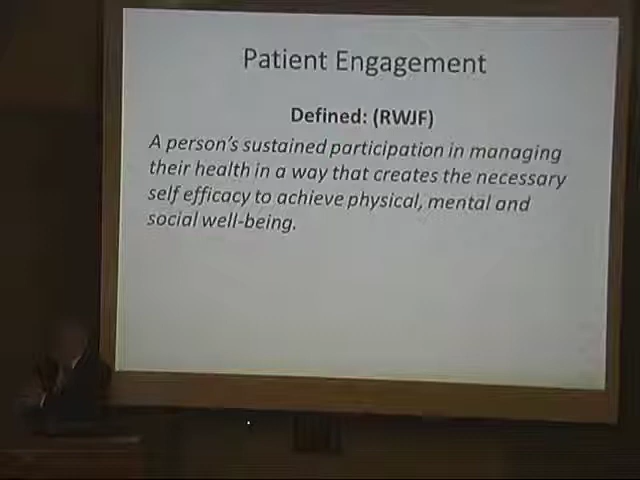 Patient Engagement
Defined: (RWJF)
A person's sustained participation in managing
their health in a way that creates the necessary
self efficacy to achieve physical, mental and
social well-being.